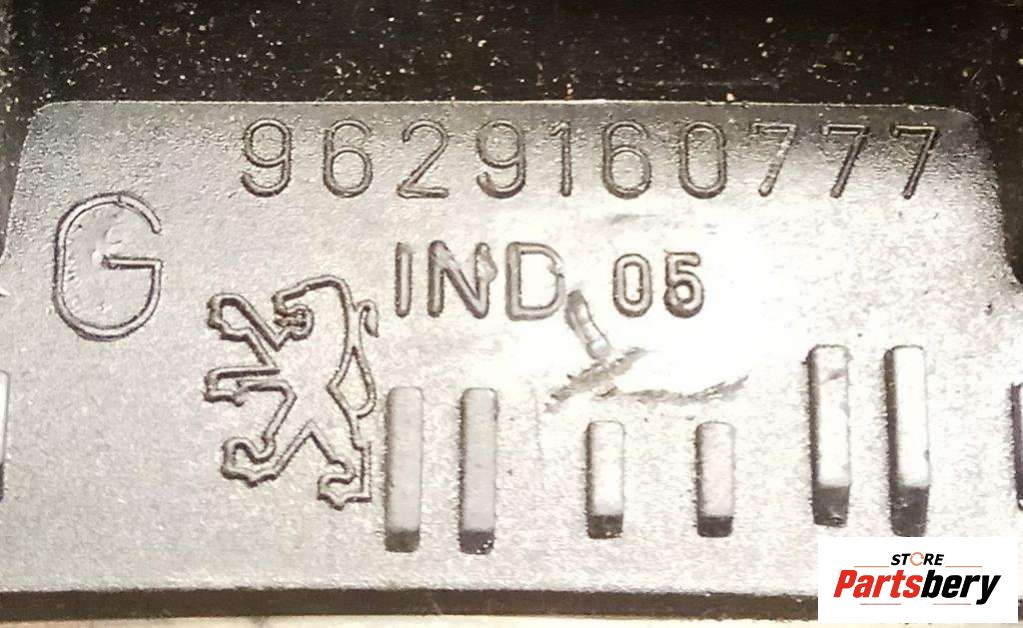 9629160777
G
IND 05
STORE
Partsbery